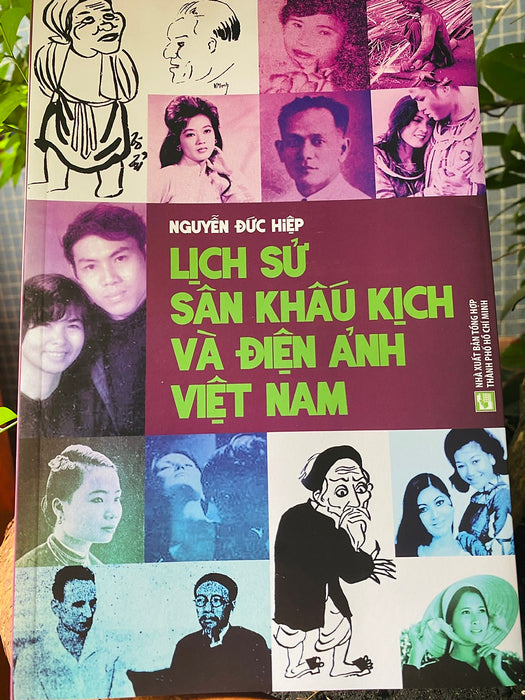 NGUYỄN ĐỨC HIỆP
LỊCH SỬ
SÂN KHẤU KỊCH
VÀ ĐIỆN ẢNH
VIỆT NAM
NHÀ XUẤT BẢN TỔNG HỢP
THÀNH PHỐ HỒ CHÍ MINH